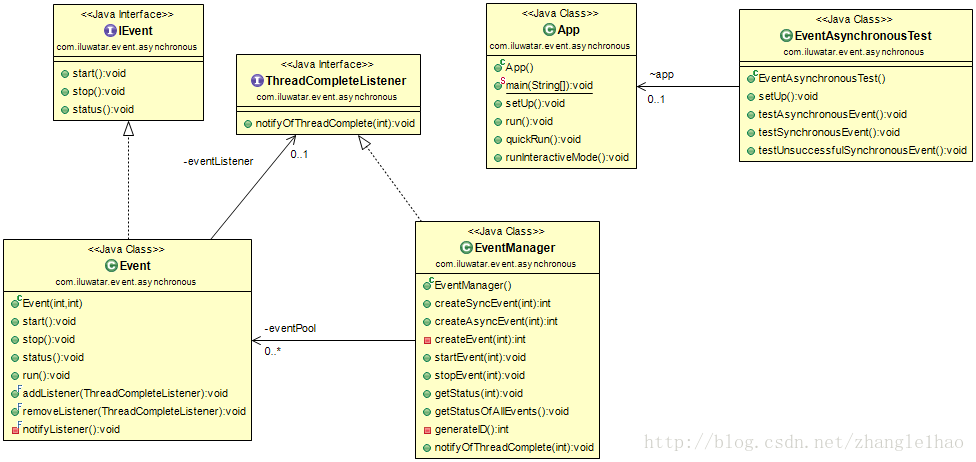 <<Java Interface>>
IEvent
com.iluwatar.event.asynchronous
start():void
stop():void
status():void
<<Java Interface>>
ThreadCompleteListener
com.iluwatar.event.asynchronous
notifyOfThreadComplete(int):void
<<Java Class>>
App
com.iluwatar.event.asynchronous
App()
main(String[]):void
setUp():void
run():void
quickRun():void
runInteractiveMode():void
~app
0..1
<<Java Class>>
EventAsynchronousTest
com.iluwatar.event.asynchronous
EventAsynchronousTest()
setUp():void
testAsynchronousEvent():void
testSynchronousEvent():void
testUnsuccessfulSynchronousEvent():void
-eventListener
0..1
<<Java Class>>
Event
com.iluwatar.event.asynchronous
Event(int,int)
start():void
stop():void
status():void
run():void
addListener(ThreadCompleteListener):void
removeListener(ThreadCompleteListener):void
notifyListener():void
-eventPool
0..*
<<Java Class>>
EventManager
com.iluwatar.event.asynchronous
EventManager()
createSyncEvent(int):int
createAsyncEvent(int):int
createEvent(int):int
startEvent(int):void
stopEvent(int):void
getStatus(int):void
getStatusOfAllEvents():void
generateID():int
notifyOfThreadComplete(int):void
http://blog.csdn.net/zhanglelhao